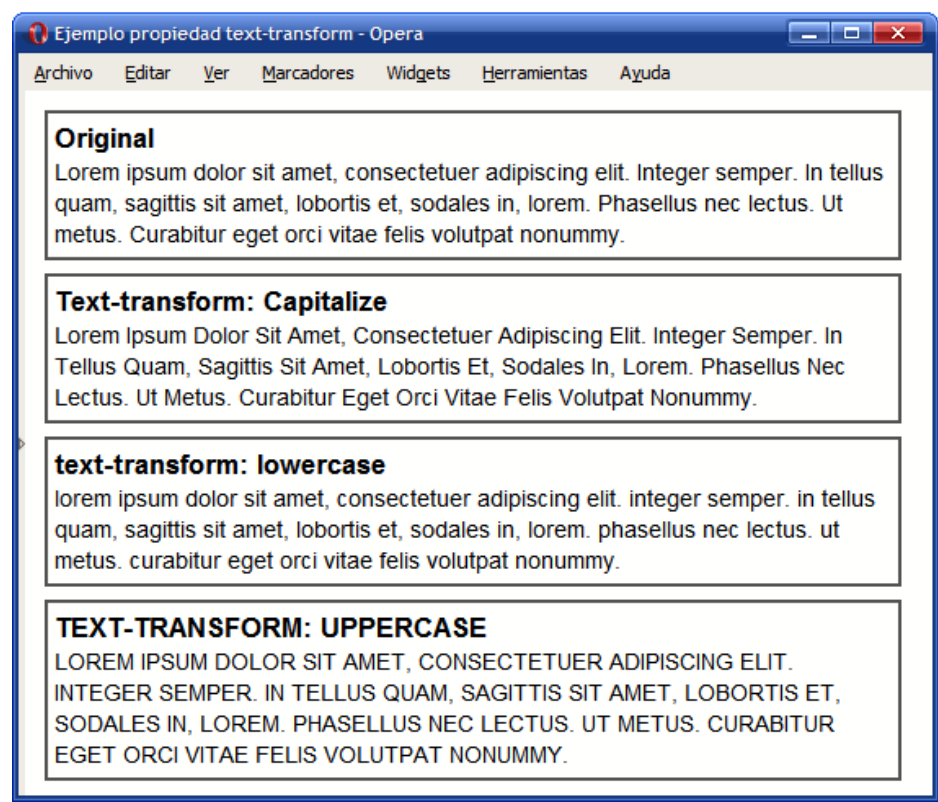 Ejemplo propiedad text-transform - Opera
Archivo Editar Ver Marcadores Widgets Herramientas Ayuda
Original
Lorem ipsum dolor sit amet, consectetuer adipiscing elit. Integer semper. In tellus
quam, sagittis sit amet, lobortis et, sodales in, lorem. Phasellus nec lectus. Ut
metus. Curabitur eget orci vitae felis volutpat nonummy.
Text-transform: Capitalize
Lorem Ipsum Dolor Sit Amet, Consectetuer Adipiscing Elit. Integer Semper. In
Tellus Quam, Sagittis Sit Amet, Lobortis Et, Sodales In, Lorem. Phasellus Nec
Lectus. Ut Metus. Curabitur Eget Orci Vitae Felis Volutpat Nonummy.
text-transform: lowercase
lorem ipsum dolor sit amet, consectetuer adipiscing elit. integer semper. in tellus
quam, sagittis sit amet, lobortis et, sodales in, lorem. phasellus nec lectus. ut
metus. curabitur eget orci vitae felis volutpat nonummy.
TEXT-TRANSFORM: UPPERCASE
LOREM IPSUM DOLOR SIT AMET, CONSECTETUER ADIPISCING ELIT.
INTEGER SEMPER. IN TELLUS QUAM, SAGITTIS SIT AMET, LOBORTIS ET,
SODALES IN, LOREM. PHASELLUS NEC LECTUS. UT METUS. CURABITUR
EGET ORCI VITAE FELIS VOLUTPAT NONUMMY.